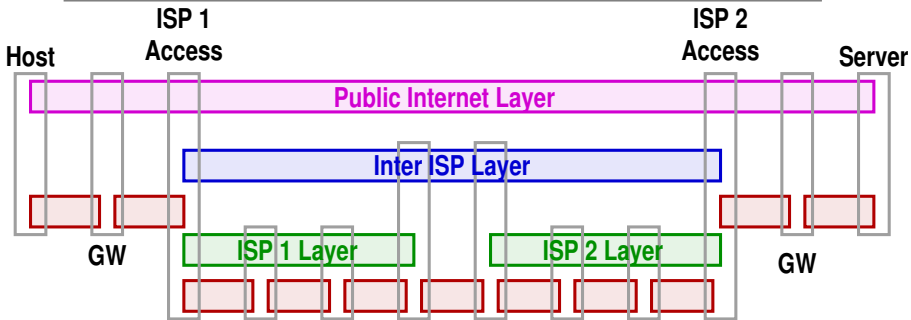 ISP 1
Access
ISP 2
Access
Host
Server
Public Internet Layer
Inter ISP Layer
ISP 1 Layer
ISP 2 Layer
GW
GW